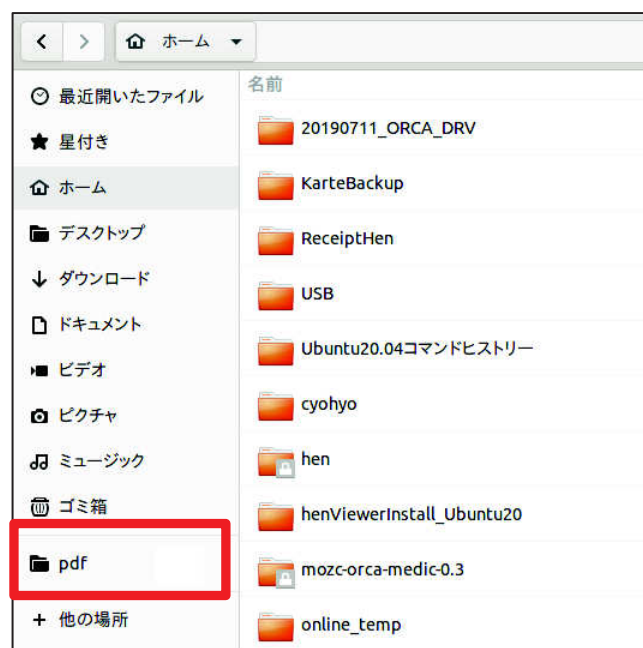 ホーム
最近開いたファイル
星付き
ホーム
デスクトップ
ダウンロード
ドキュメント
ビデオ
ピクチャ
ミュージック
ゴミ箱
pdf
+ 他の場所
名前
20190711_ORCA_DRV
KarteBackup
ReceiptHen
USB
Ubuntu20.04コマンドヒストリー
cyohyo
hen
henViewerInstall_Ubuntu20
mozc-orca-medic-0.3
online_temp